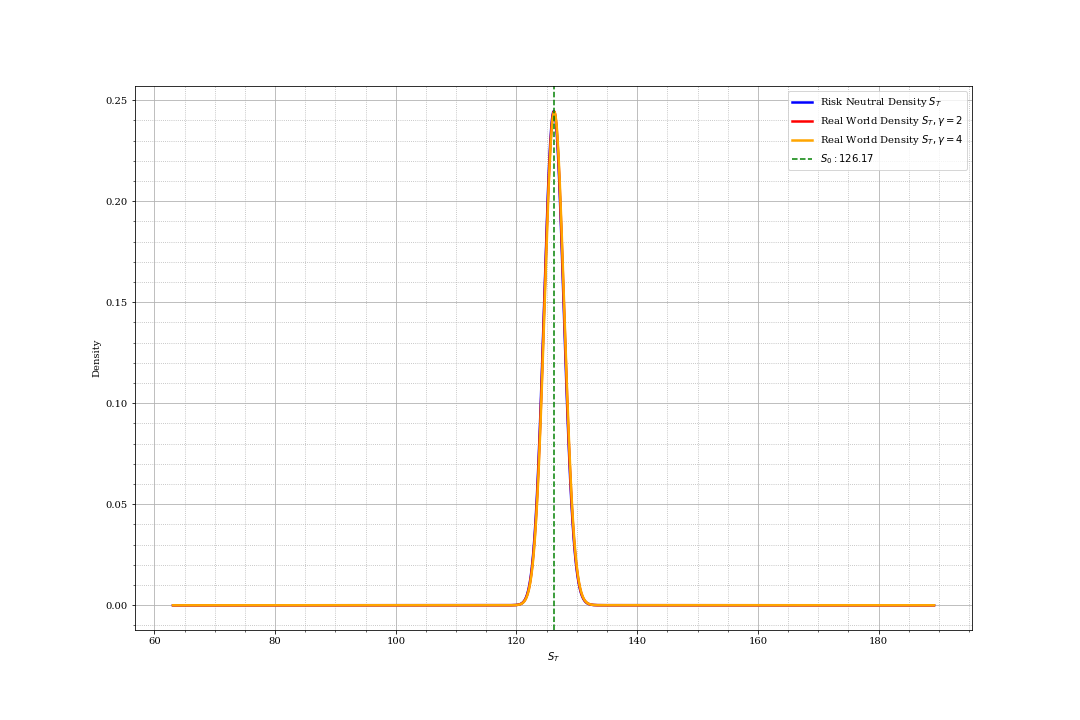 0.25
0.20
0.15
0.10
0.05
0.00
Density
60
80
100
120
140
160
180
S_T
Risk Neutral Density S_T
Real World Density S_T, γ = 2
Real World Density S_T, γ = 4
S_0 : 126.17